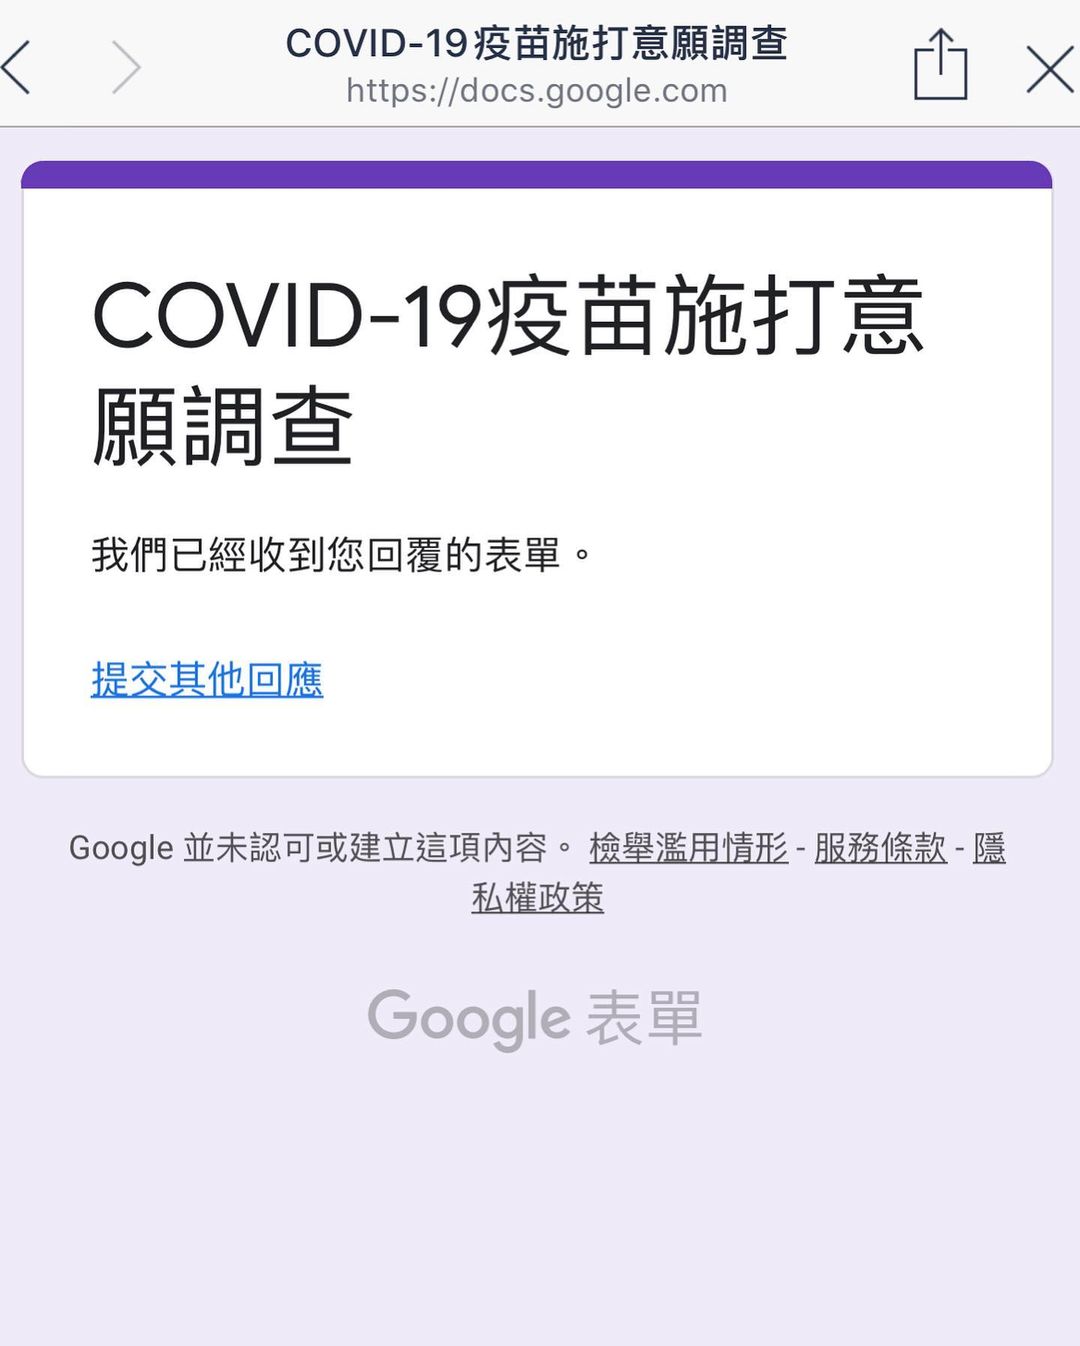 COVID-19疫苗施打意願調查
https://docs.google.com
COVID-19疫苗施打意
願調查
我們已經收到您回覆的表單。
提交其他回應
Google 並未認可或建立這項內容。 檢舉濫用情形 - 服務條款 - 隱
私權政策
Google 表單